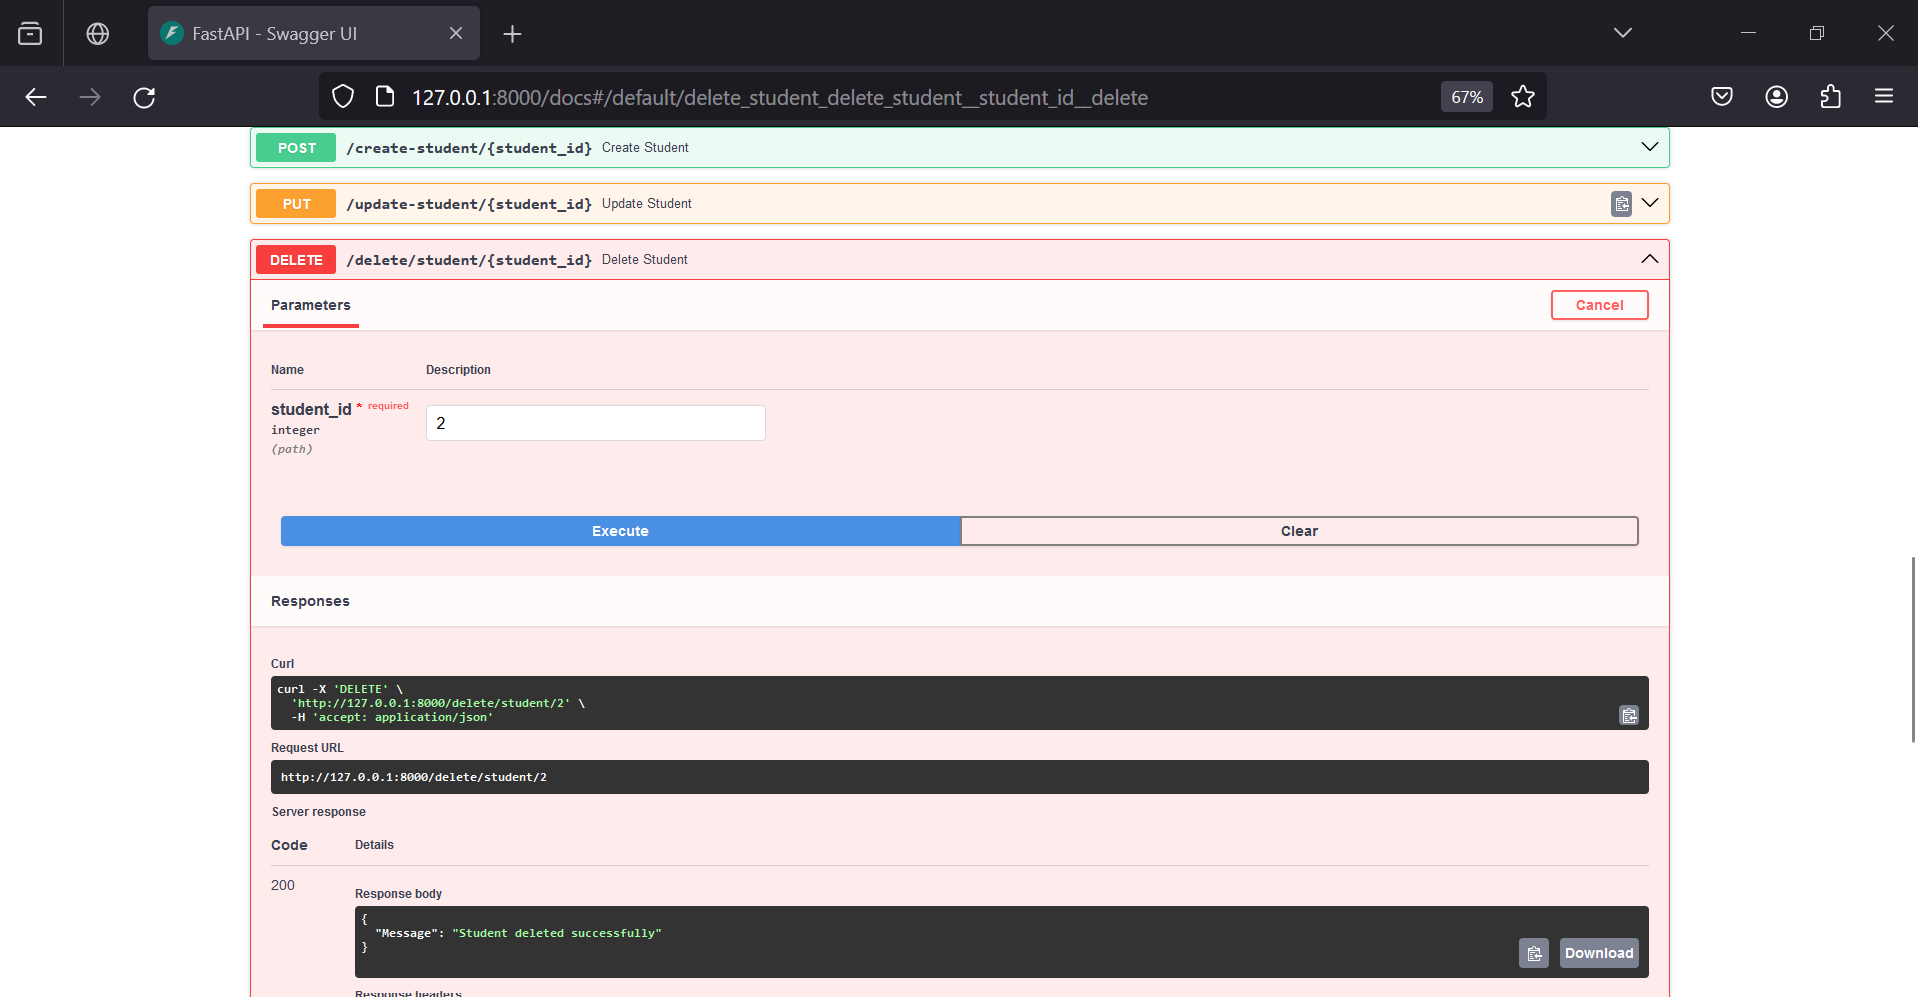 FastAPI - Swagger UI
127.0.0.1:8000/docs#/default/delete_student_delete_student__student_id__delete
67%
POST /create-student/{student_id} Create Student
PUT /update-student/{student_id} Update Student
DELETE /delete/student/{student_id} Delete Student
Parameters
Cancel
Name Description
student_id * required
integer
(path)
2
Execute Clear
Responses
Curl
curl -X 'DELETE' \
'http://127.0.0.1:8000/delete/student/2' \
-H 'accept: application/json'
Request URL
http://127.0.0.1:8000/delete/student/2
Server response
Code Details
200
Response body
{
"Message": "Student deleted successfully"
}
Download
Response headers